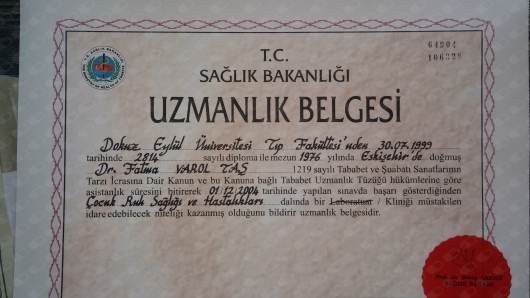 64904
106328
T.C.
SAĞLIK BAKANLIĞI
UZMANLIK BELGESİ
Dokuz Eylül Üniversitesi Tıp Fakültesi'nden 30.07.1999
tarihinde 2814 sayılı diploma ile mezun 1976 yılında Eskişehir'de doğmuş
Dr. Fatma VAROL TAŞ 1219 sayılı Tababet ve Şuabatı Sanatlarının
Tarzı İcrasına Dair Kanun ve bu Kanuna bağlı Tababet Uzmanlık Tüzüğü hükümlerine göre
asistanlık süresini bitirerek 01.12.2004 tarihinde yapılan sınavda başarı gösterdiğinden
Çocuk Ruh Sağlığı ve Hastalıkları dalında bir Laboratuar / Kliniği müstakilen
idare edebilecek niteliği kazanmış olduğunu bildirir uzmanlık belgesidir.
SAĞLIK BAKANI